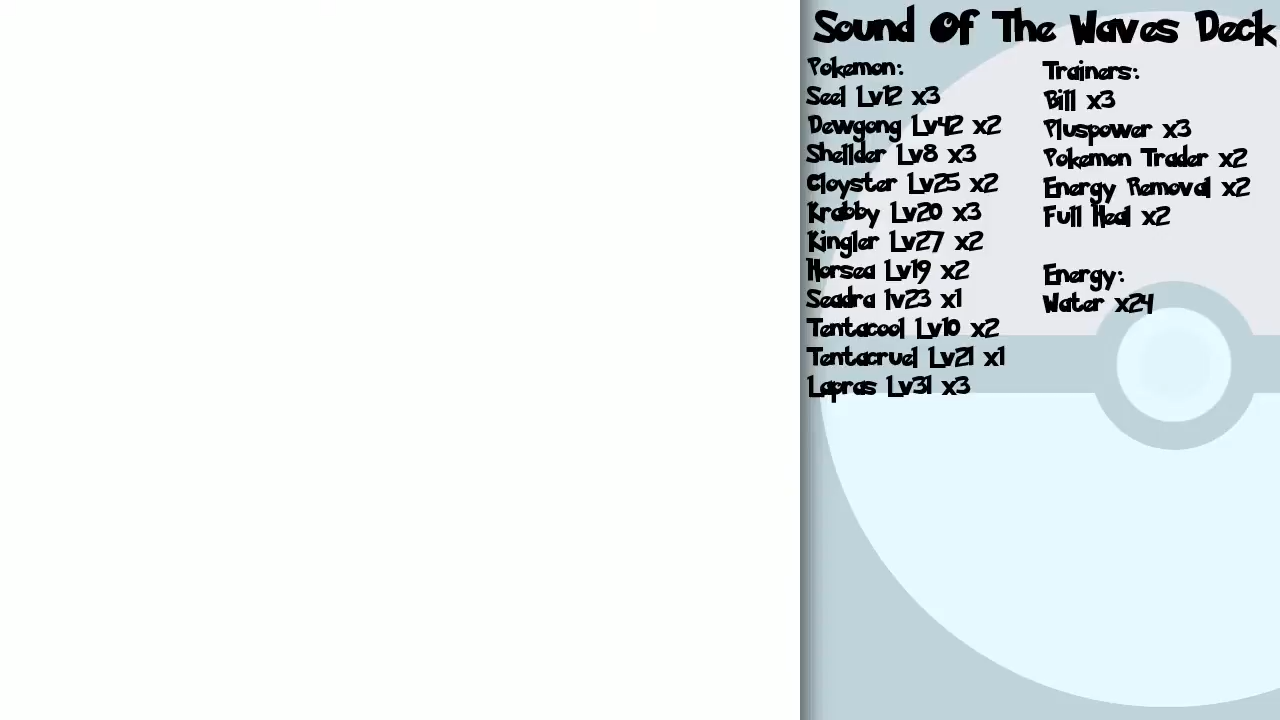 Sound Of The Waves Deck
Pokemon:
Seel Lv12 x3
Dewgong Lv42 x2
Shellder Lv8 x3
Cloyster Lv25 x2
Krabby Lv20 x3
Kingler Lv27 x2
Horsea Lv19 x2
Seadra lv23 x1
Tentacool Lv10 x2
Tentacruel Lv21 x1
Lapras Lv31 x3
Trainers:
Bill x3
Pluspower x3
Pokemon Trader x2
Energy Removal x2
Full Heal x2
Energy:
Water x24